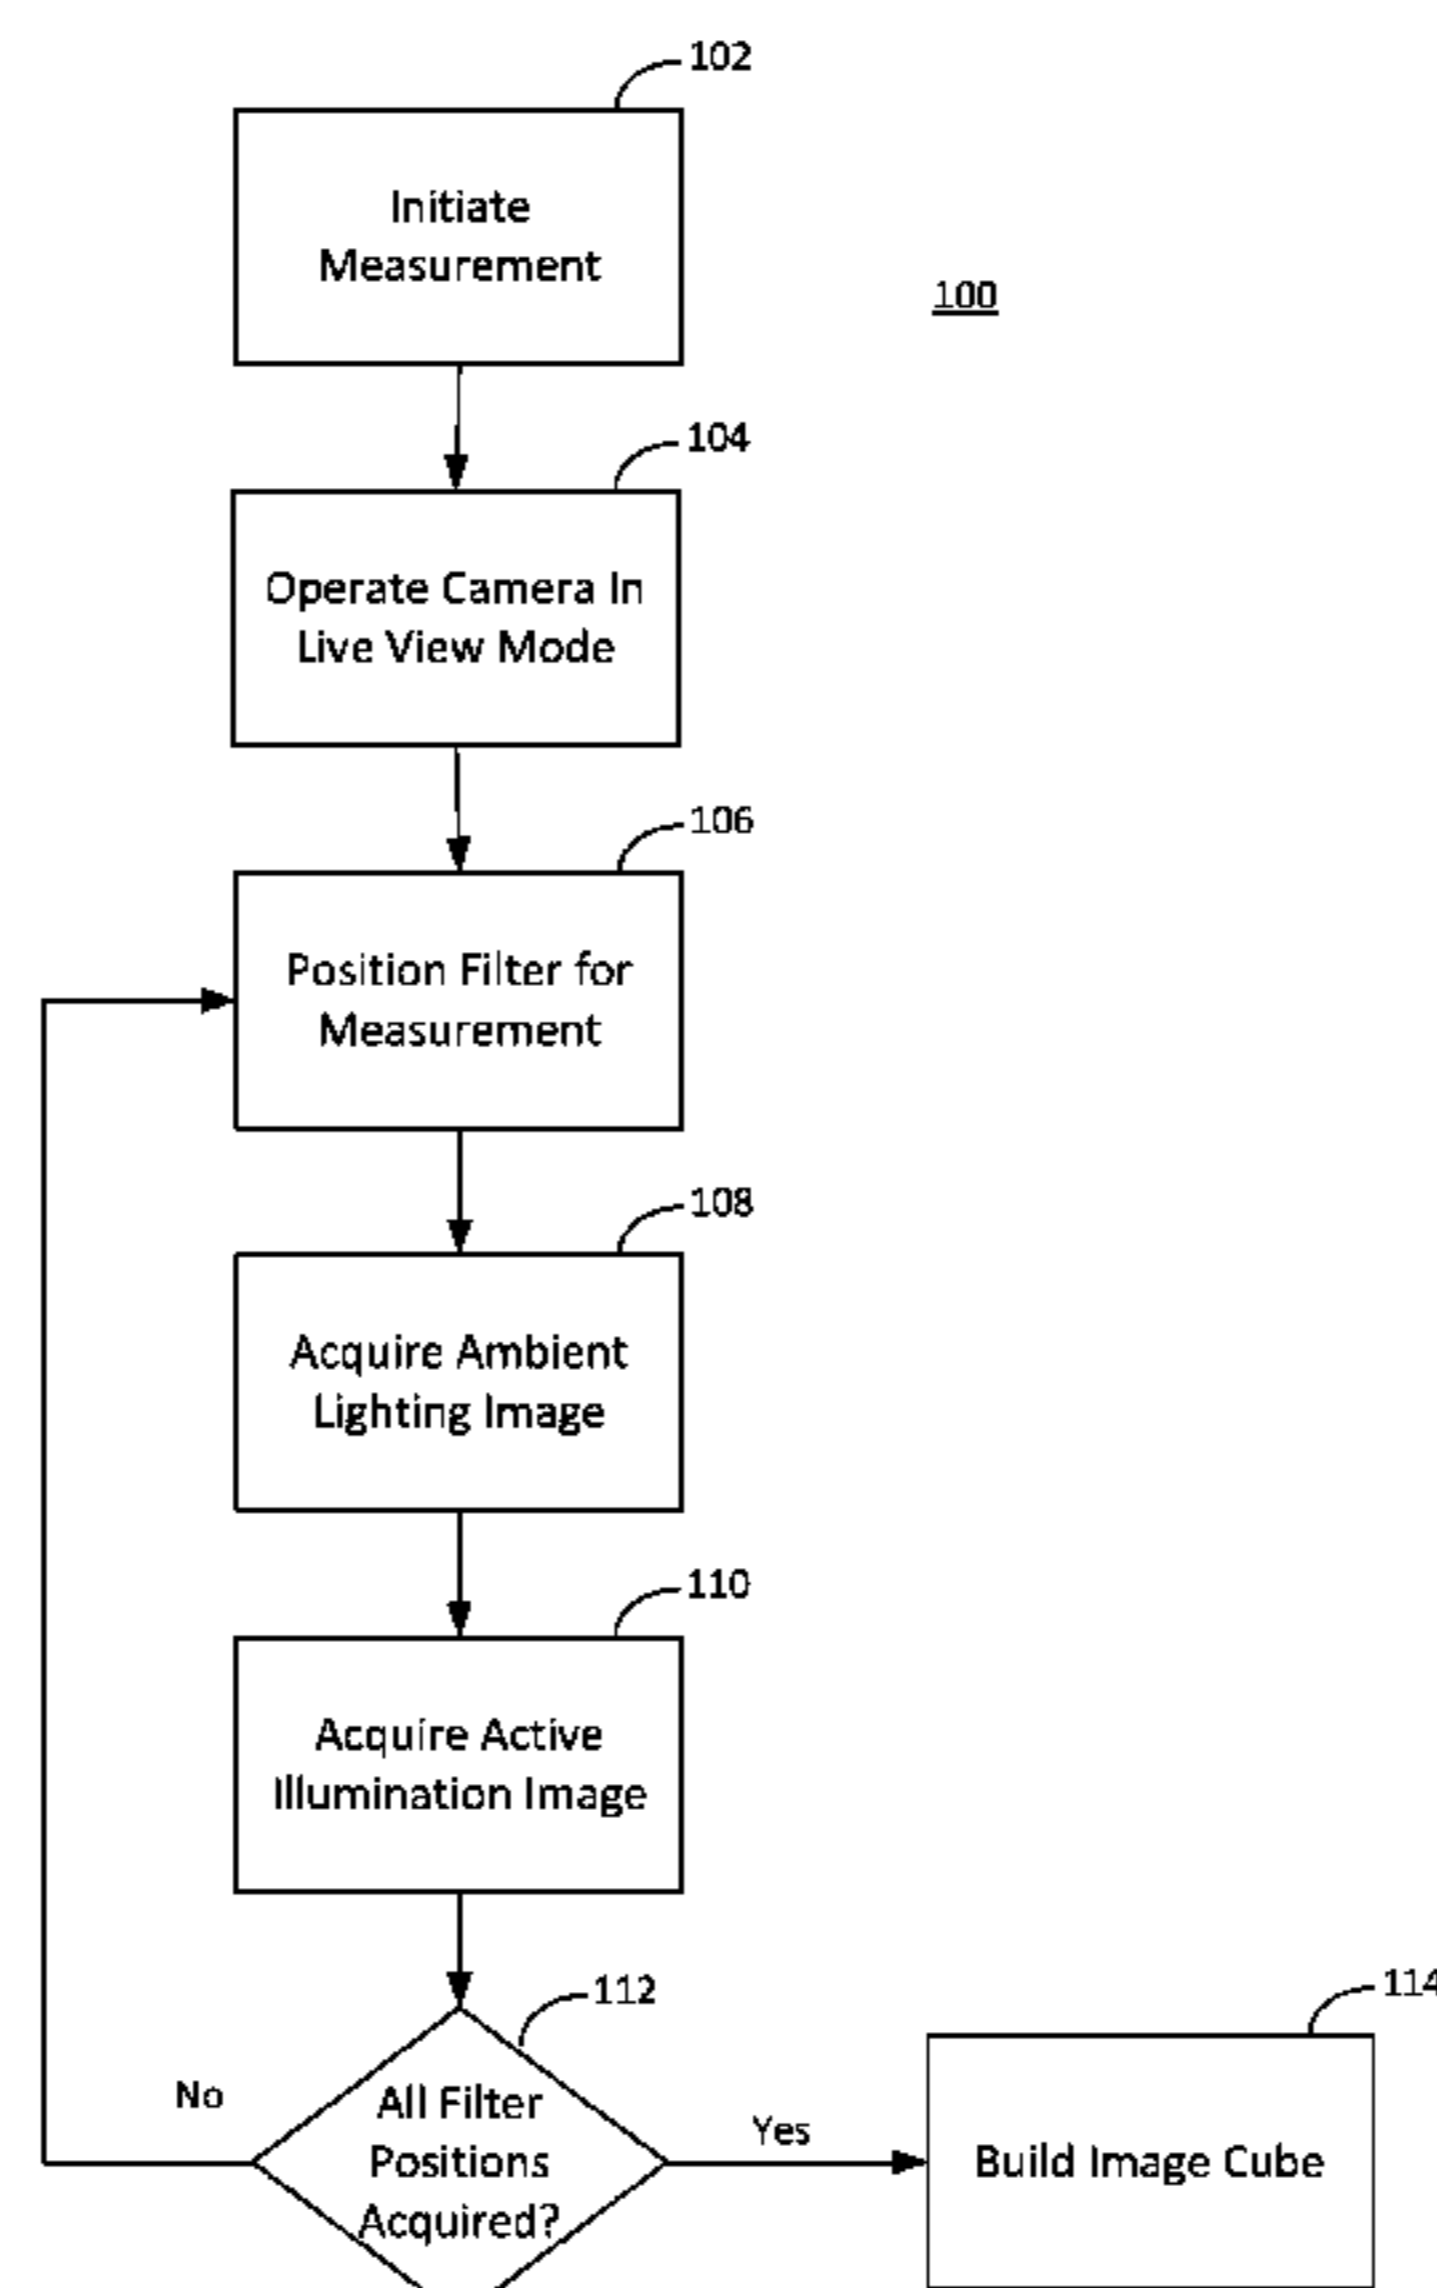 102
Initiate
Measurement
100
104
Operate Camera In
Live View Mode
106
Position Filter for
Measurement
108
Acquire Ambient
Lighting Image
110
Acquire Active
Illumination Image
112
114
No
All Filter
Positions
Acquired?
Yes
Build Image Cube